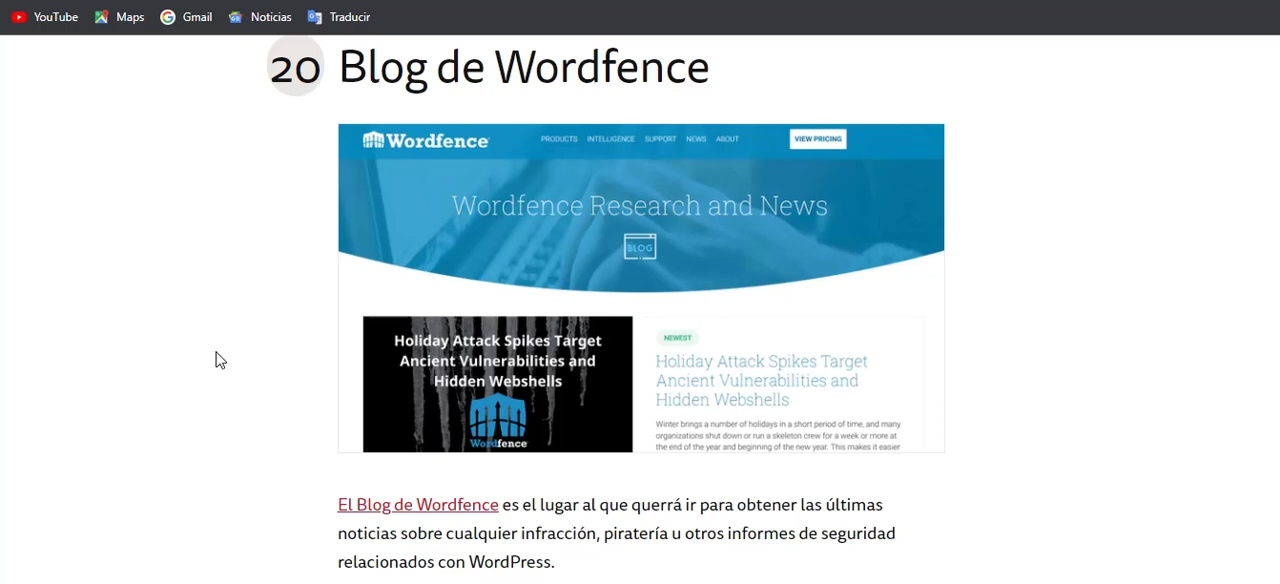 YouTube Maps Gmail Noticias Traducir
20 Blog de Wordfence
Wordfence PRODUCTS INTELLIGENCE SUPPORT NEWS ABOUT VIEW PRICING
Wordfence Research and News
BLOG
Holiday Attack Spikes Target
Ancient Vulnerabilities and
Hidden Webshells
Wordfence
NEWEST
Holiday Attack Spikes Target
Ancient Vulnerabilities and
Hidden Webshells
Winter brings a number of holidays in a short period of time, and many
organizations shut down or run a skeleton crew for a week or more at
the end of the year and beginning of the new year. This makes it easier
El Blog de Wordfence es el lugar al que querrá ir para obtener las últimas
noticias sobre cualquier infracción, piratería u otros informes de seguridad
relacionados con WordPress.